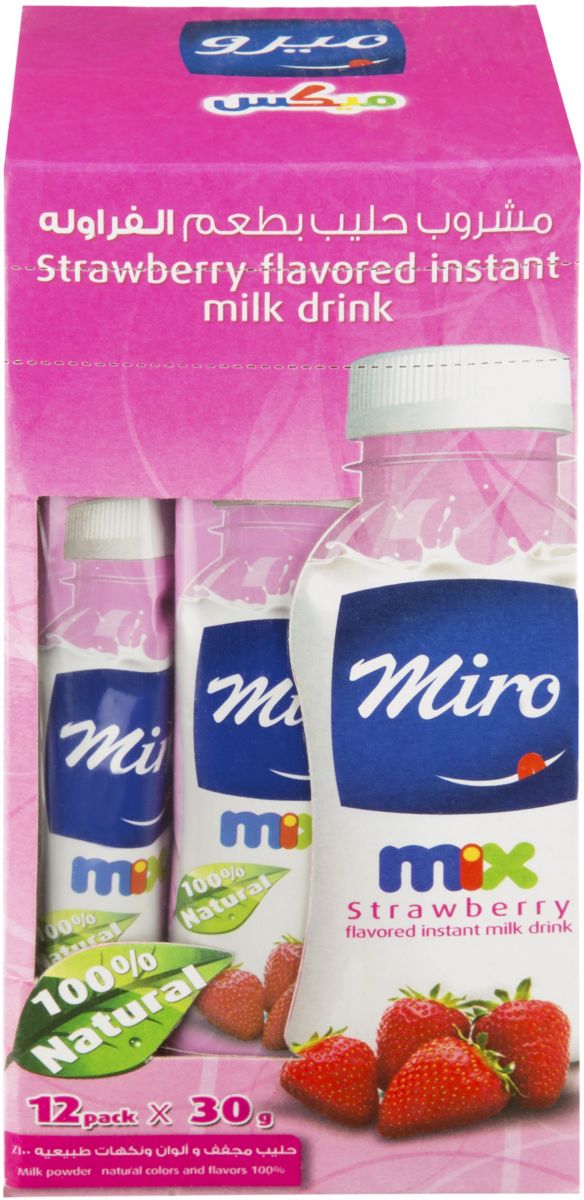 ميرو
ميكس
مشروب حليب بطعم الفراوله
Strawberry flavored instant
milk drink
Miro
mix
Strawberry
flavored instant milk drink
Mi
mix
100%
Natural
Mir
mix
100%
Natural
100%
Natural
12 pack X 30 g
حليب مجفف و ألوان ونكهات طبيعيه ١٠٠٪
Milk powder natural colors and flavors 100%